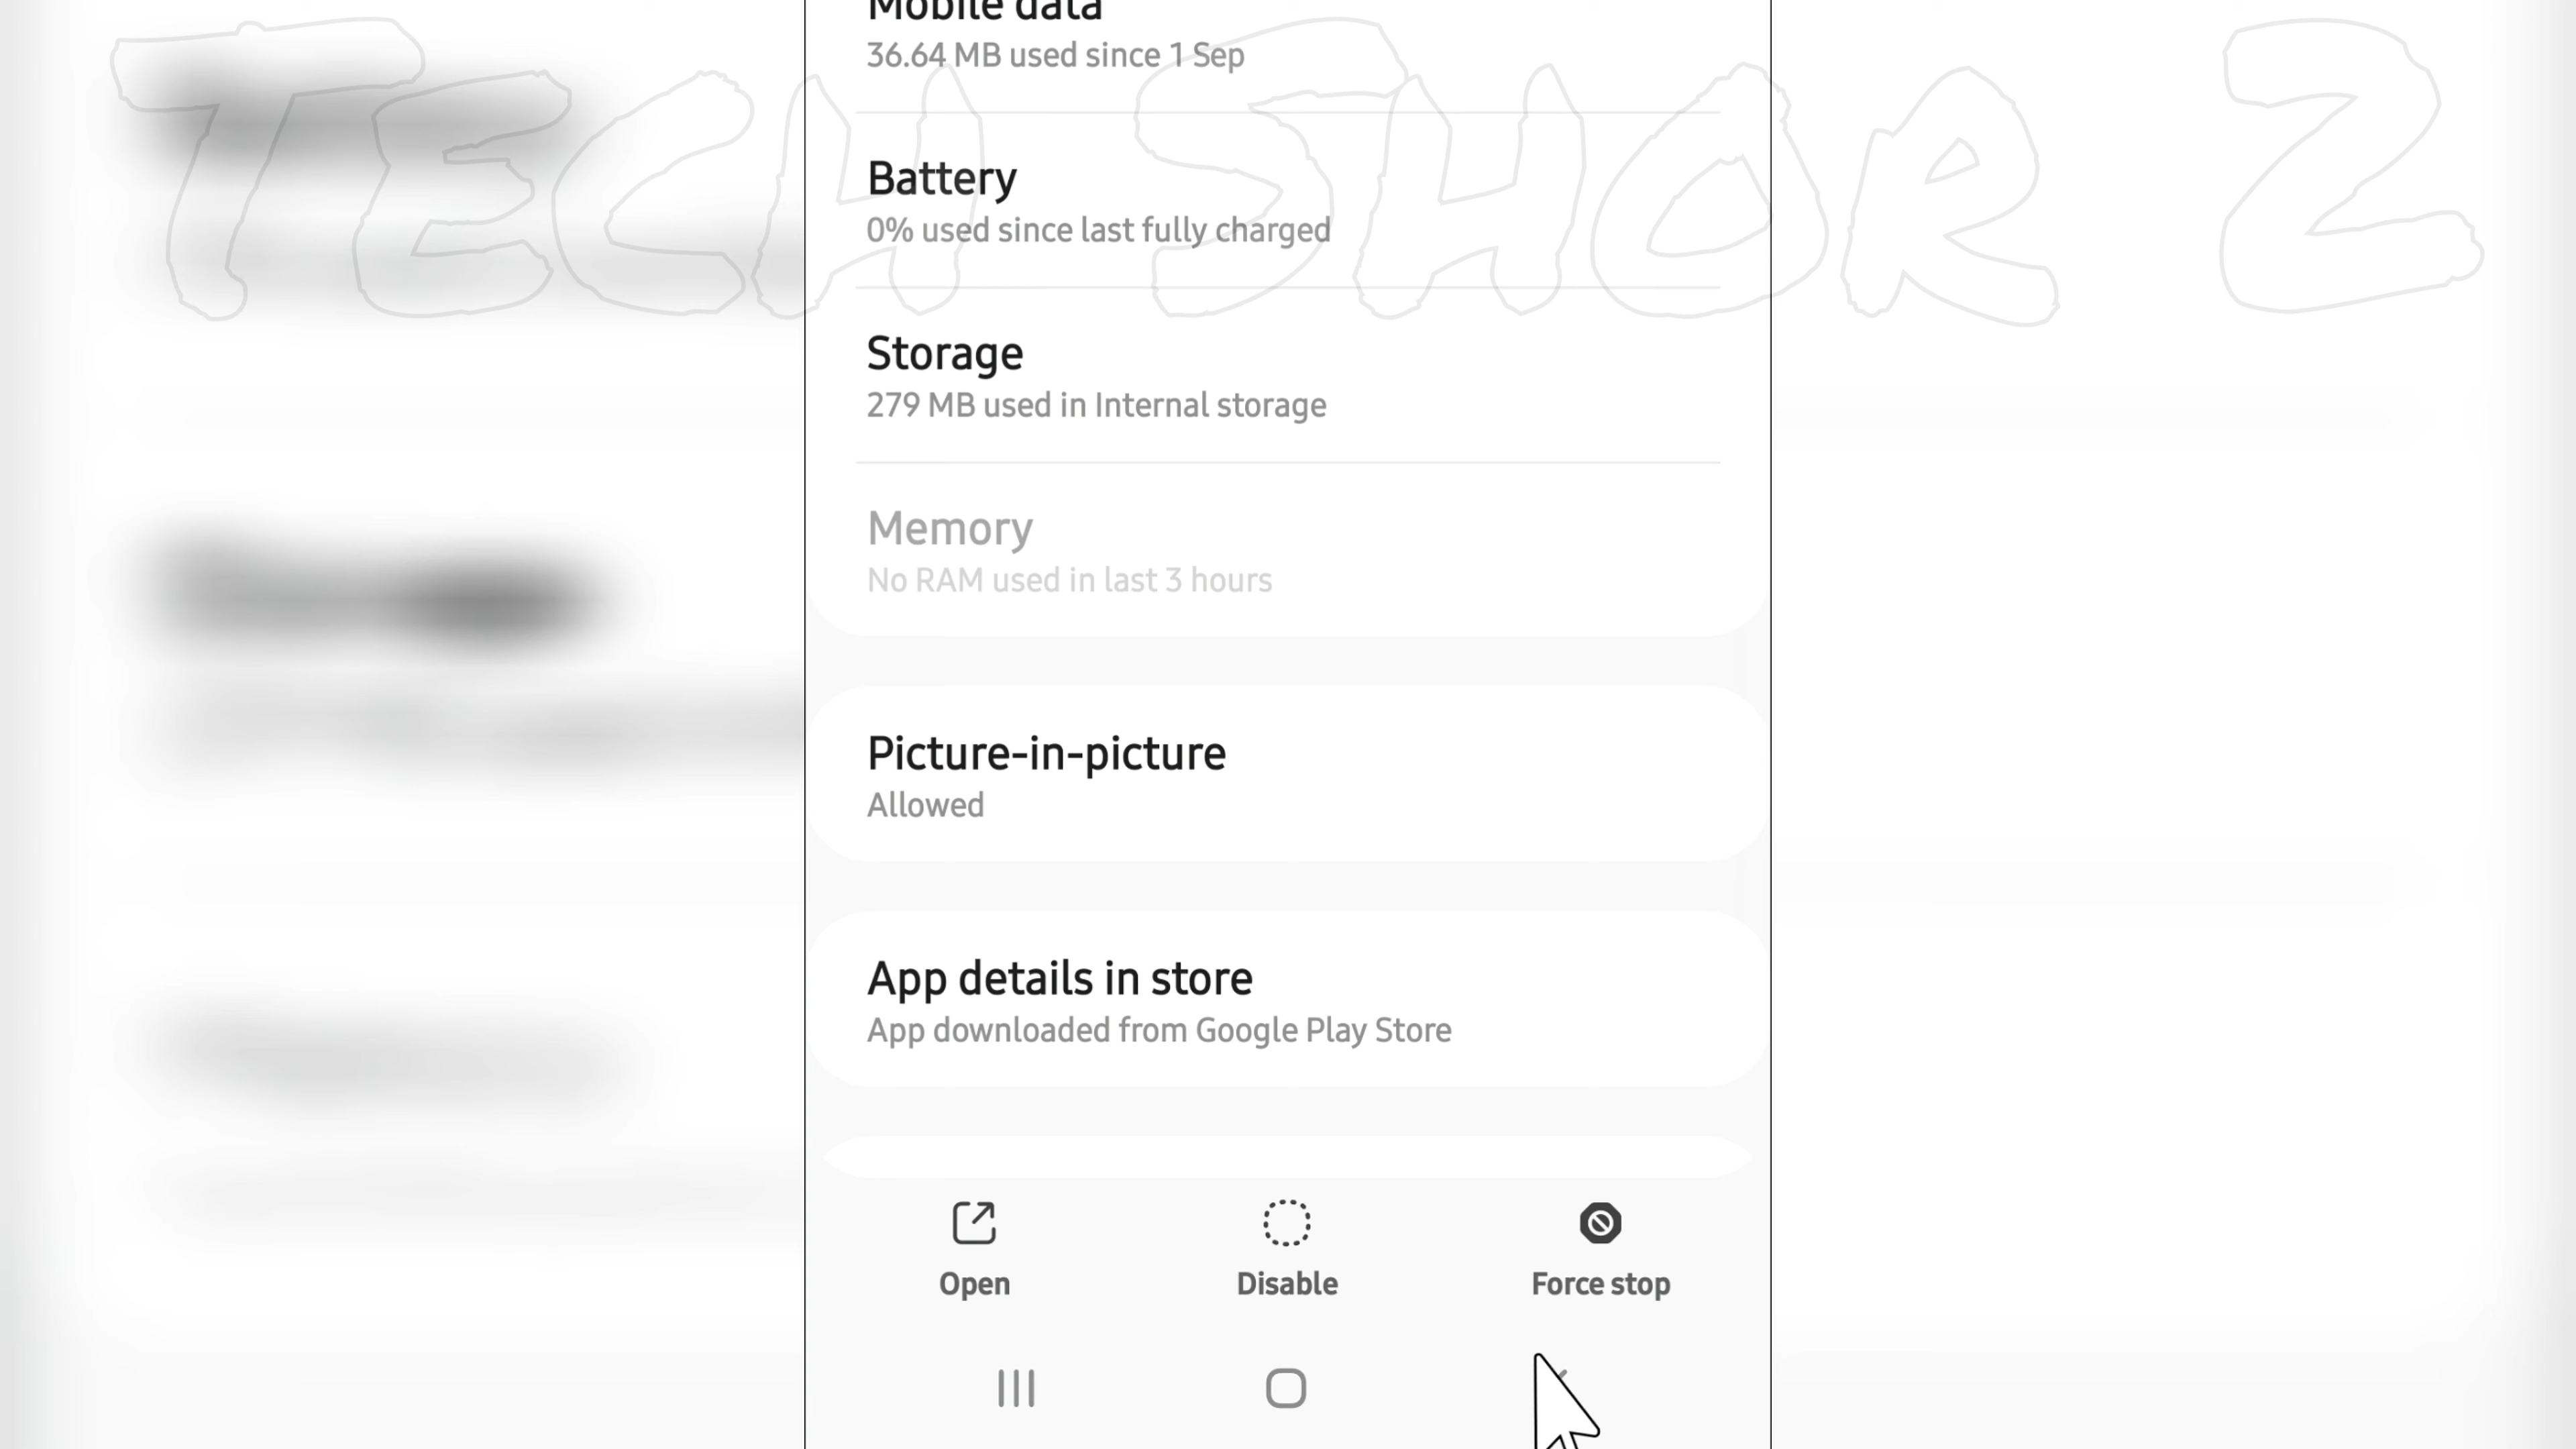 TECH SHOR Z
Mobile data
36.64 MB used since 1 Sep
Battery
0% used since last fully charged
Storage
279 MB used in Internal storage
Memory
No RAM used in last 3 hours
Picture-in-picture
Allowed
App details in store
App downloaded from Google Play Store
Open
Disable
Force stop